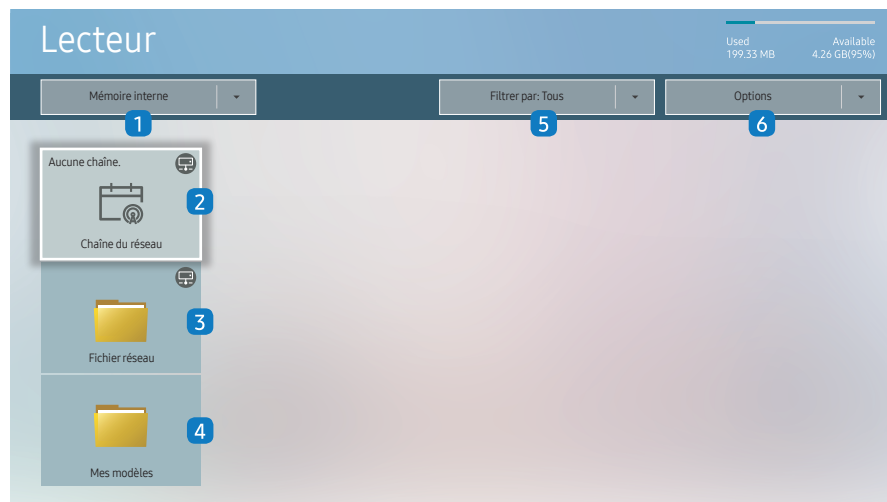 Lecteur
Used Available
199.33 MB 4.26 GB(95%)
Mémoire interne
Filtrer par: Tous
Options
1
5
6
Aucune chaîne.
2
Chaîne du réseau
3
Fichier réseau
4
Mes modèles